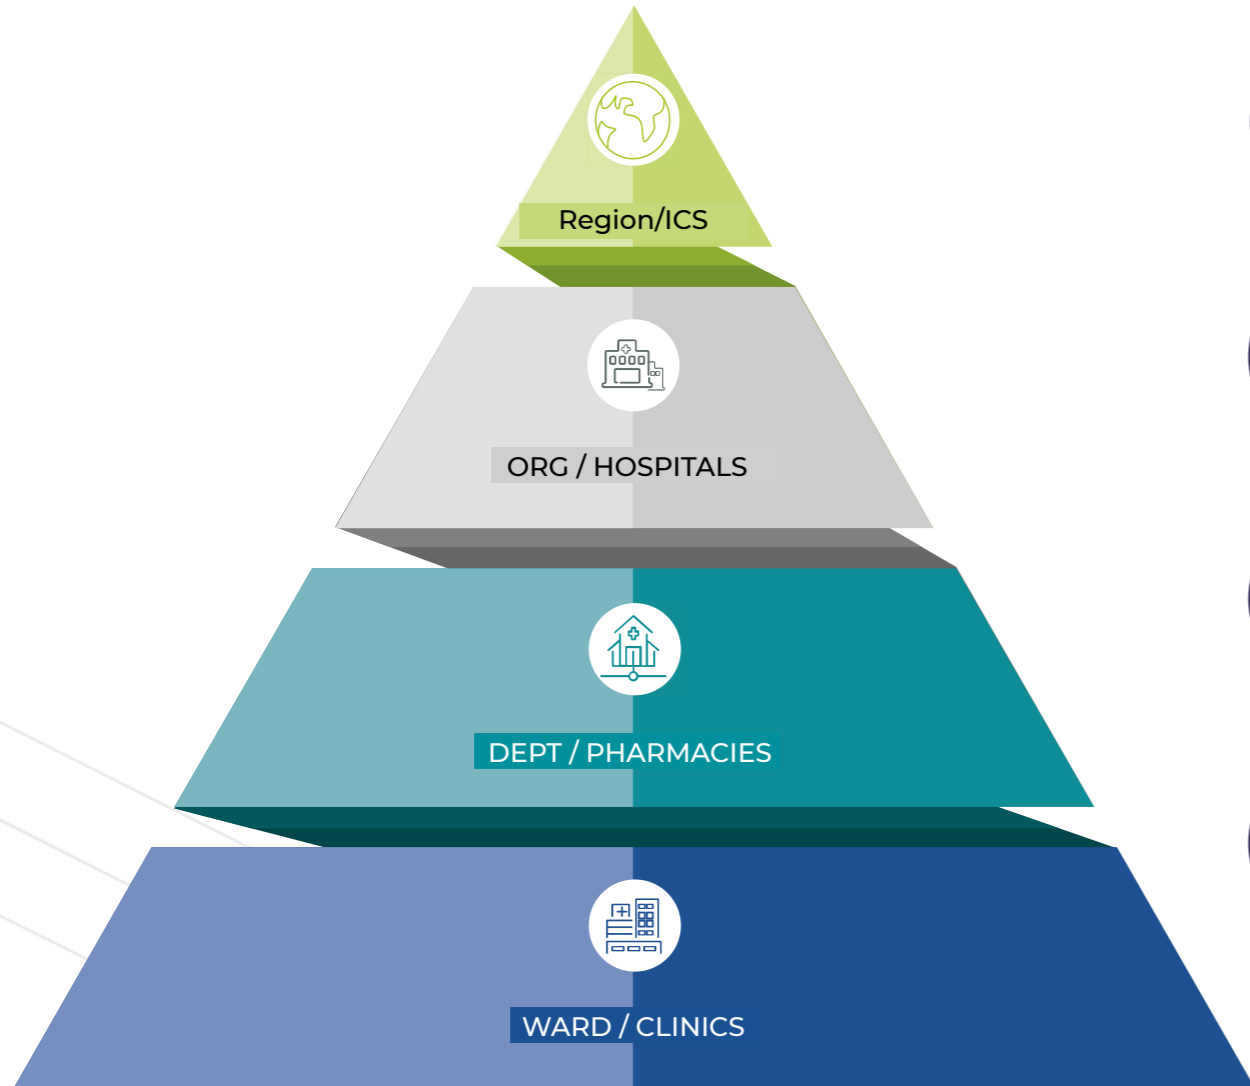 Region/ICS
ORG / HOSPITALS
DEPT / PHARMACIES
WARD / CLINICS